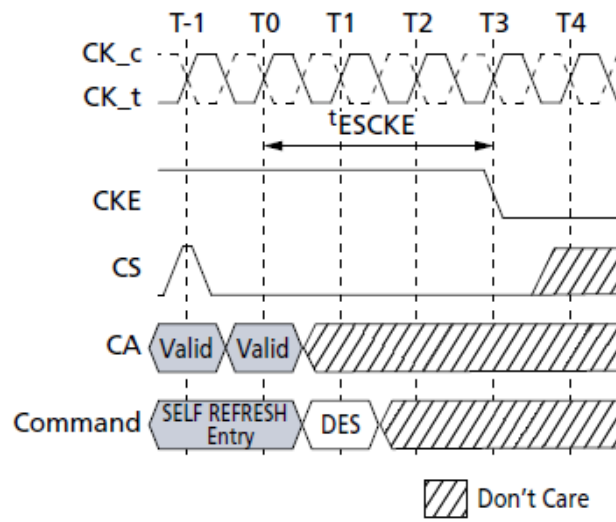 T-1 T0 T1 T2 T3 T4
CK_c
CK_t
tESCKE
CKE
CS
CA Valid Valid
Command SELF REFRESH Entry DES
Don't Care